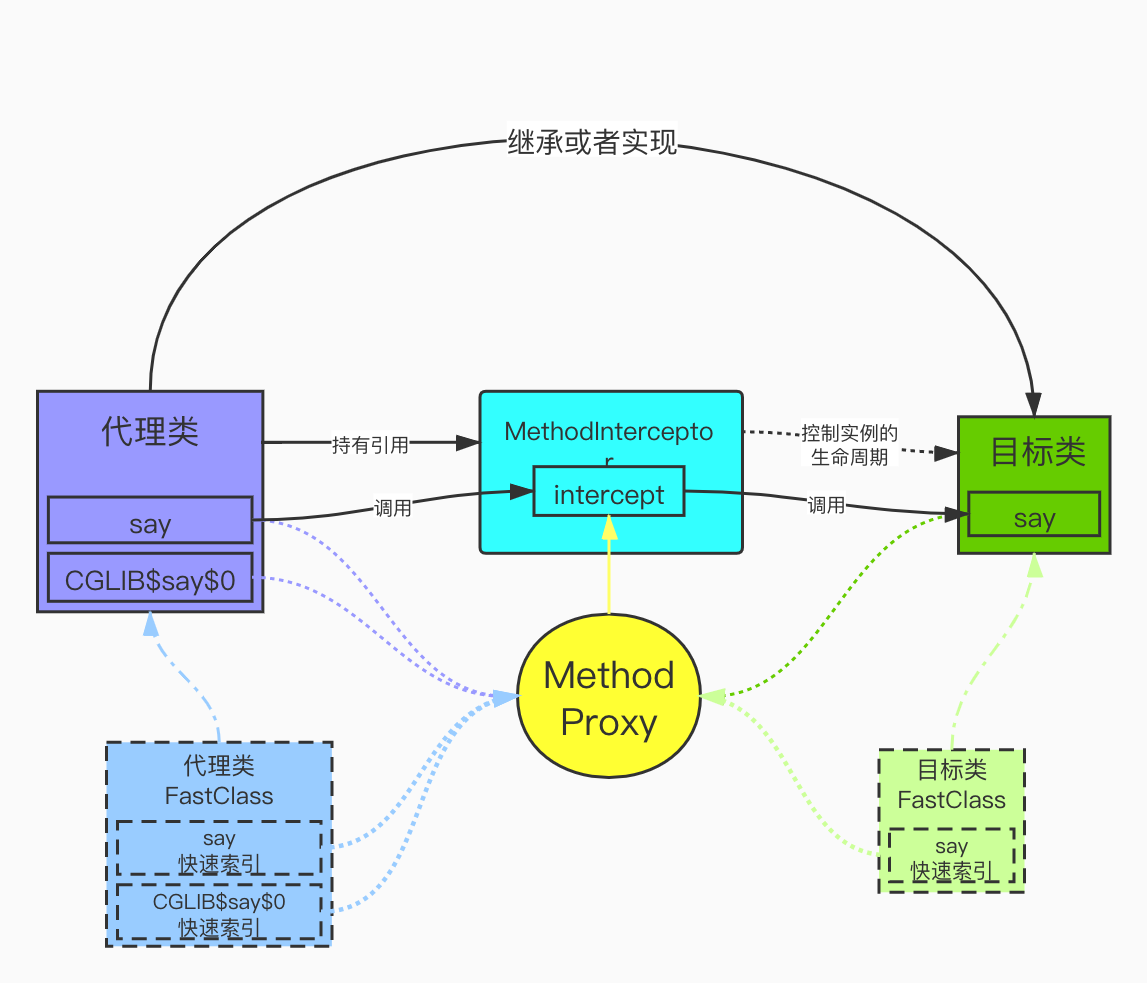 继承或者实现
代理类
say
CGLIB$say$0
持有引用
调用
MethodIntercepto
r
intercept
控制实例的
生命周期
调用
目标类
say
Method
Proxy
代理类
FastClass
say
快速索引
CGLIB$say$0
快速索引
目标类
FastClass
say
快速索引